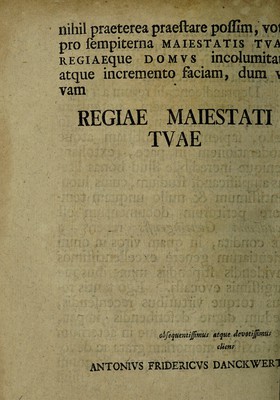 nihil praeterea praeſtare poſſim, vot
pro ſempiterna MAIESTATIS TVA
REGIAEque DOMVS incolumita
atque incremento faciam, dum v
vam
REGIAE MAIESTATI
TVAE
obſequentiſſimus atque devotiſſimus
cliens
ANTONIVS FRIDERICVS DANCKWERT